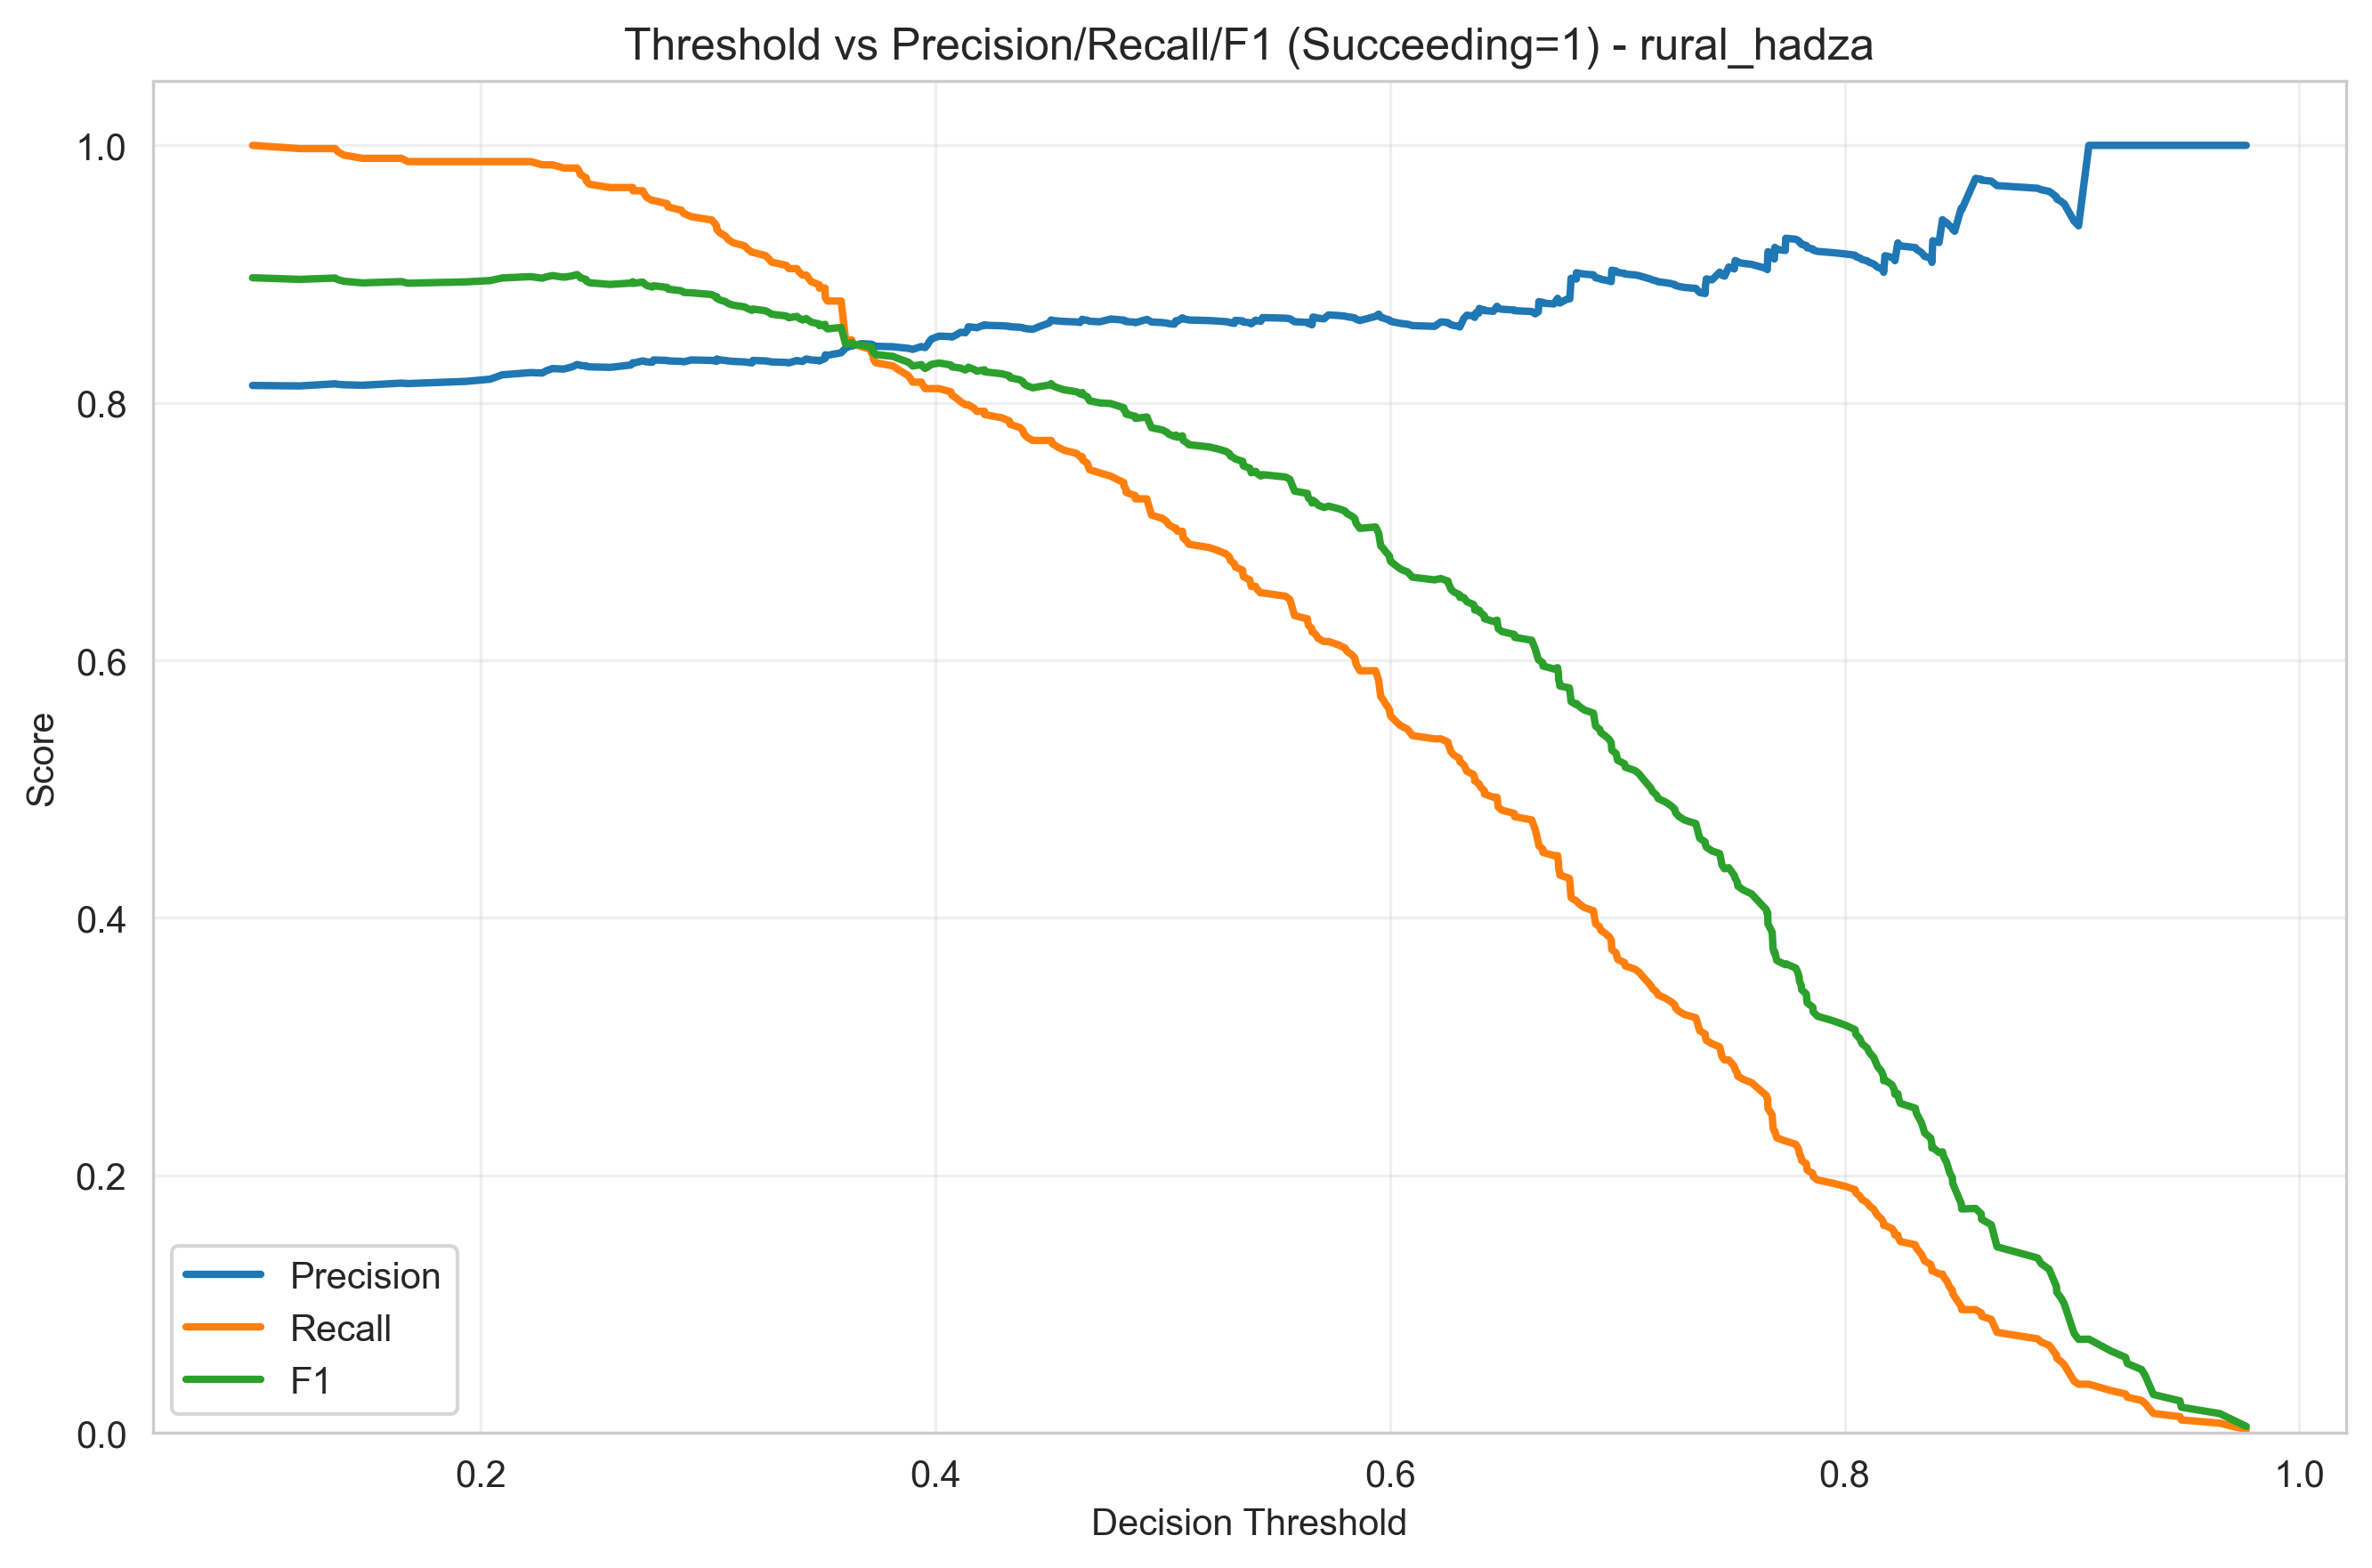 Threshold vs Precision/Recall/F1 (Succeeding=1) - rural_hadza
1.0
0.8
0.6
0.4
0.2
0.0
Score
Precision
Recall
F1
0.2
0.4
0.6
0.8
1.0
Decision Threshold